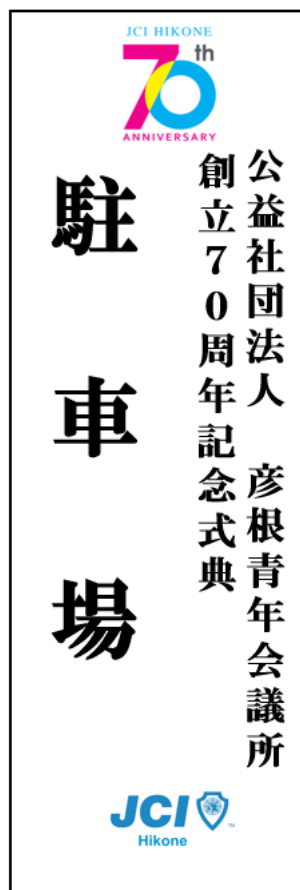 JCI HIKONE
70th
ANNIVERSARY
公益社団法人　彦根青年会議所
創立70周年記念式典
駐車場
JCI
Hikone